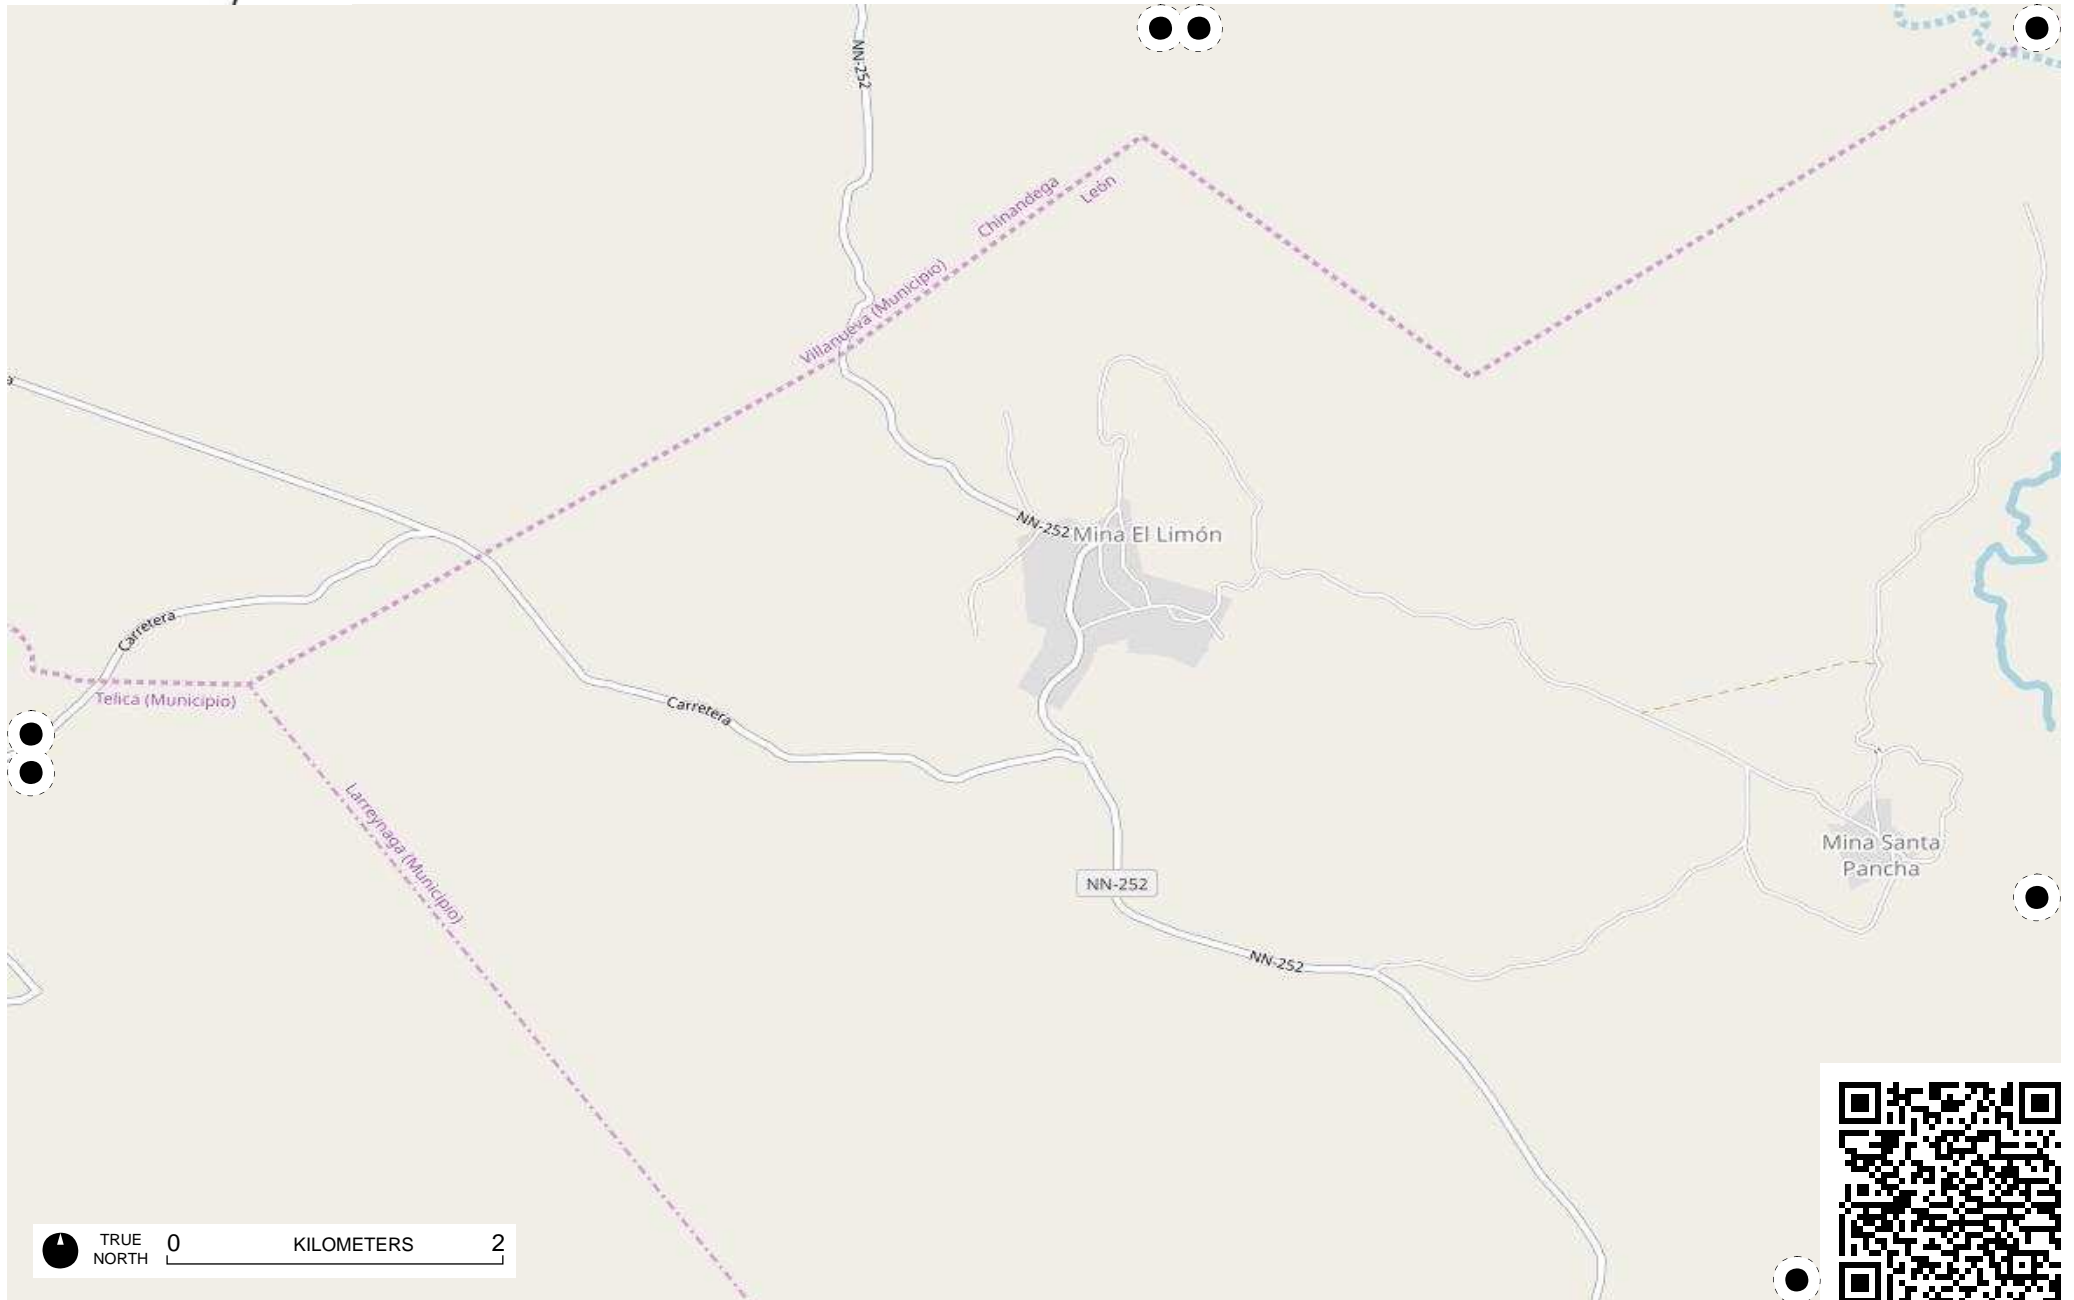 NN-252
Chinandega
León
Villanueva (Municipio)
NN-252
Mina El Limón
Carretera
Telica (Municipio)
Carretera
Larreynaga (Municipio)
Mina Santa
Pancha
NN-252
NN-252
TRUE
NORTH
0
KILOMETERS
2